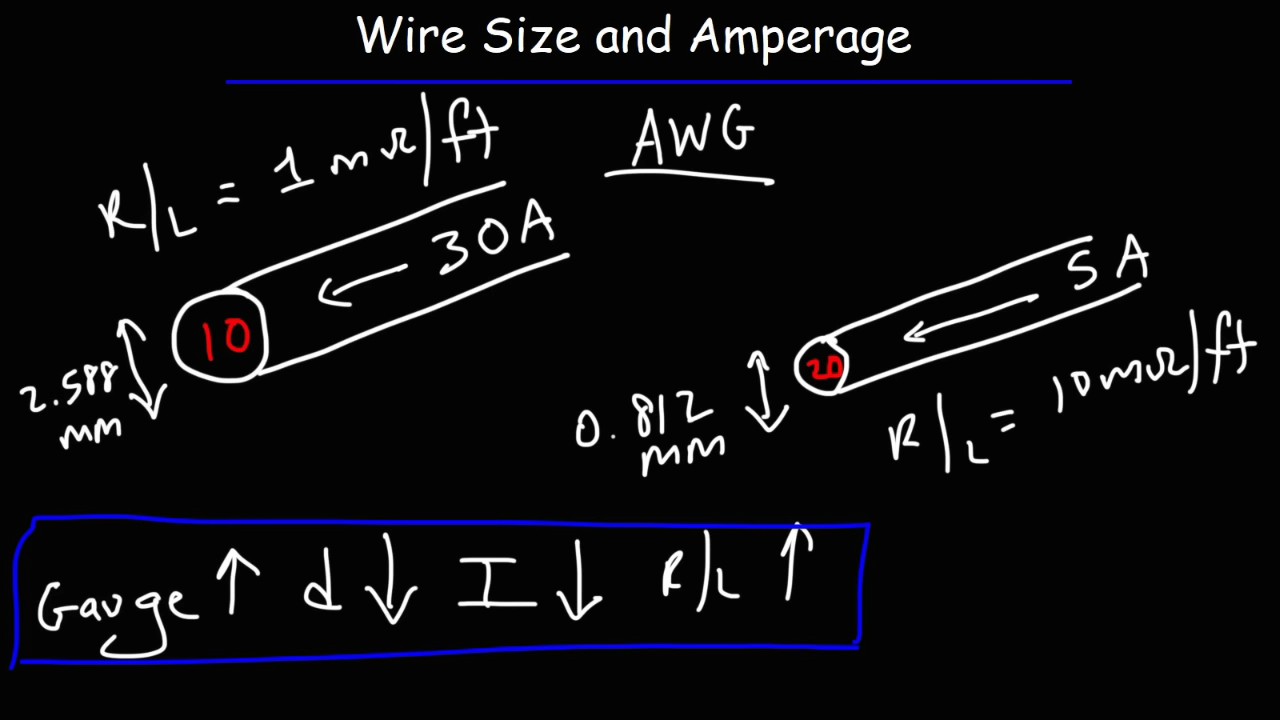 Wire Size and Amperage
AWG
R/L = 1 mΩ/ft
30A
10
2.588
mm
5A
20
0.812
mm
R/L = 10mΩ/ft
Gauge ↑ d ↓ I ↓ R/L ↑